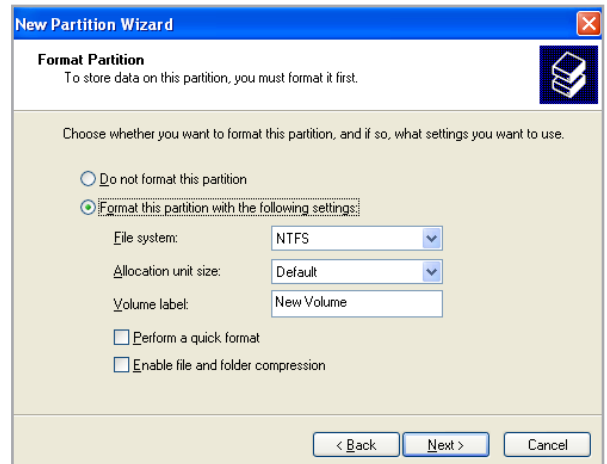 New Partition Wizard
Format Partition
To store data on this partition, you must format it first.
Choose whether you want to format this partition, and if so, what settings you want to use.
Do not format this partition
Format this partition with the following settings:
File system: NTFS
Allocation unit size: Default
Volume label: New Volume
Perform a quick format
Enable file and folder compression
< Back Next > Cancel